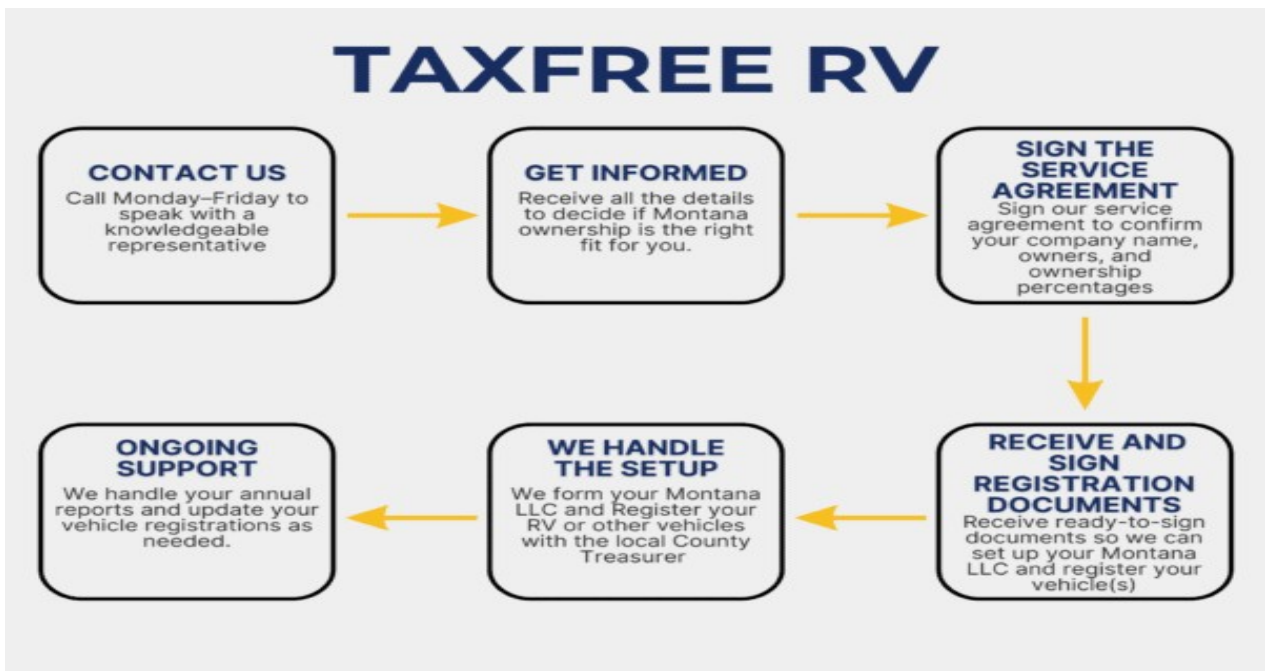 TAXFREE RV
CONTACT US
Call Monday–Friday to
speak with a
knowledgeable
representative
GET INFORMED
Receive all the details
to decide if Montana
ownership is the right
fit for you.
SIGN THE
SERVICE
AGREEMENT
Sign our service
agreement to confirm
your company name,
owners, and
ownership
percentages
RECEIVE AND
SIGN
REGISTRATION
DOCUMENTS
Receive ready-to-sign
documents so we can
set up your Montana
LLC and register your
vehicle(s)
WE HANDLE
THE SETUP
We form your Montana
LLC and Register your
RV or other vehicles
with the local County
Treasurer
ONGOING
SUPPORT
We handle your annual
reports and update your
vehicle registrations as
needed.